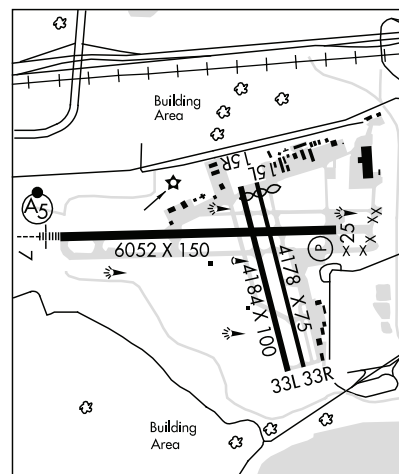 Building
Area
15R
15L
A5
7
6052 X 150
P
25
X X X X X X
4184 X 100
4178 X 75
33L 33R
Building
Area